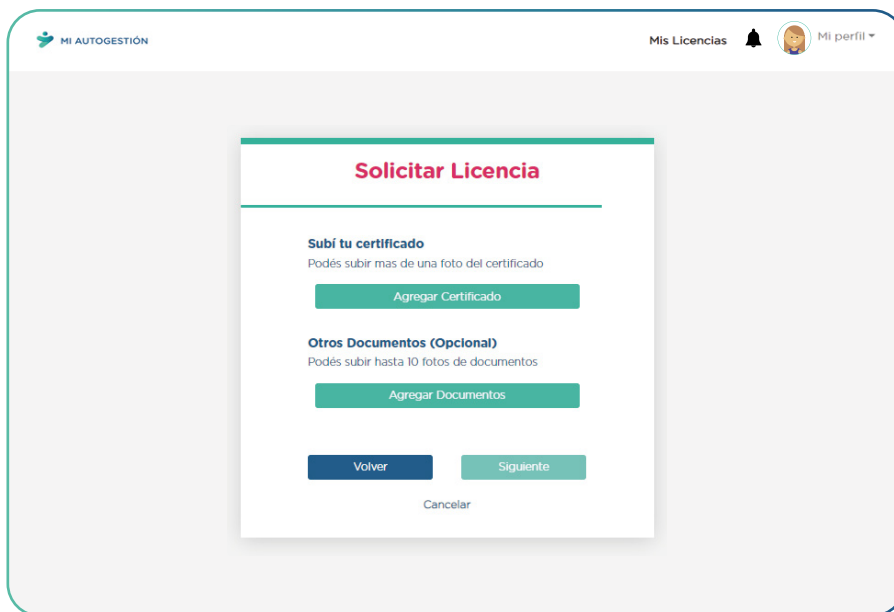 MI AUTOGESTIÓN
Mis Licencias
Mi perfil
Solicitar Licencia
Subí tu certificado
Podés subir mas de una foto del certificado
Agregar Certificado
Otros Documentos (Opcional)
Podés subir hasta 10 fotos de documentos
Agregar Documentos
Volver
Siguiente
Cancelar